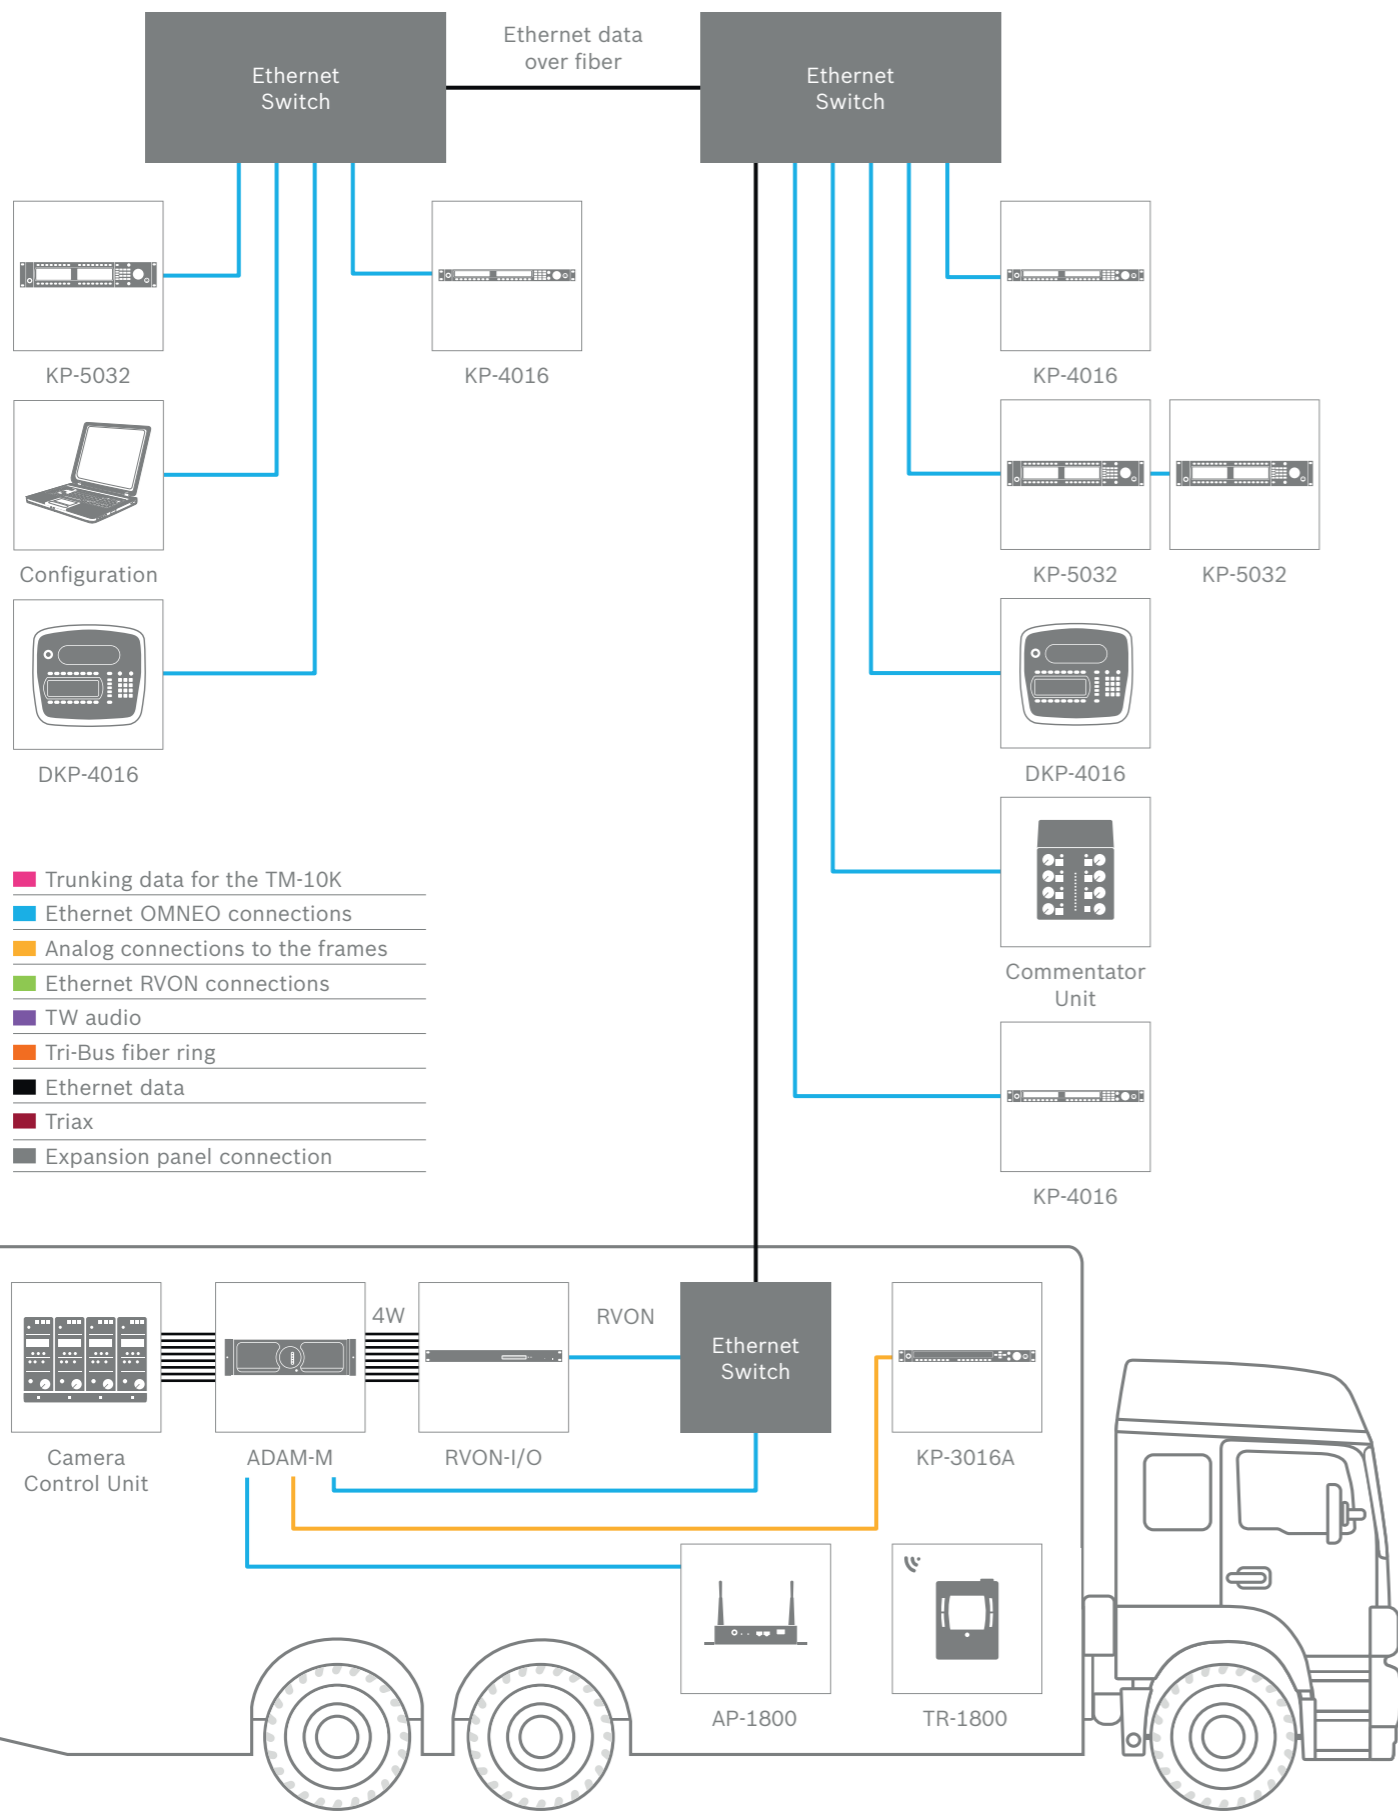 Ethernet data
over fiber
Ethernet
Switch
Ethernet
Switch
KP-5032
KP-4016
KP-4016
Configuration
KP-5032
KP-5032
DKP-4016
DKP-4016
Trunking data for the TM-10K
Ethernet OMNEO connections
Analog connections to the frames
Ethernet RVON connections
TW audio
Tri-Bus fiber ring
Ethernet data
Triax
Expansion panel connection
Commentator
Unit
KP-4016
4W
RVON
Ethernet
Switch
Camera
Control Unit
ADAM-M
RVON-I/O
KP-3016A
AP-1800
TR-1800